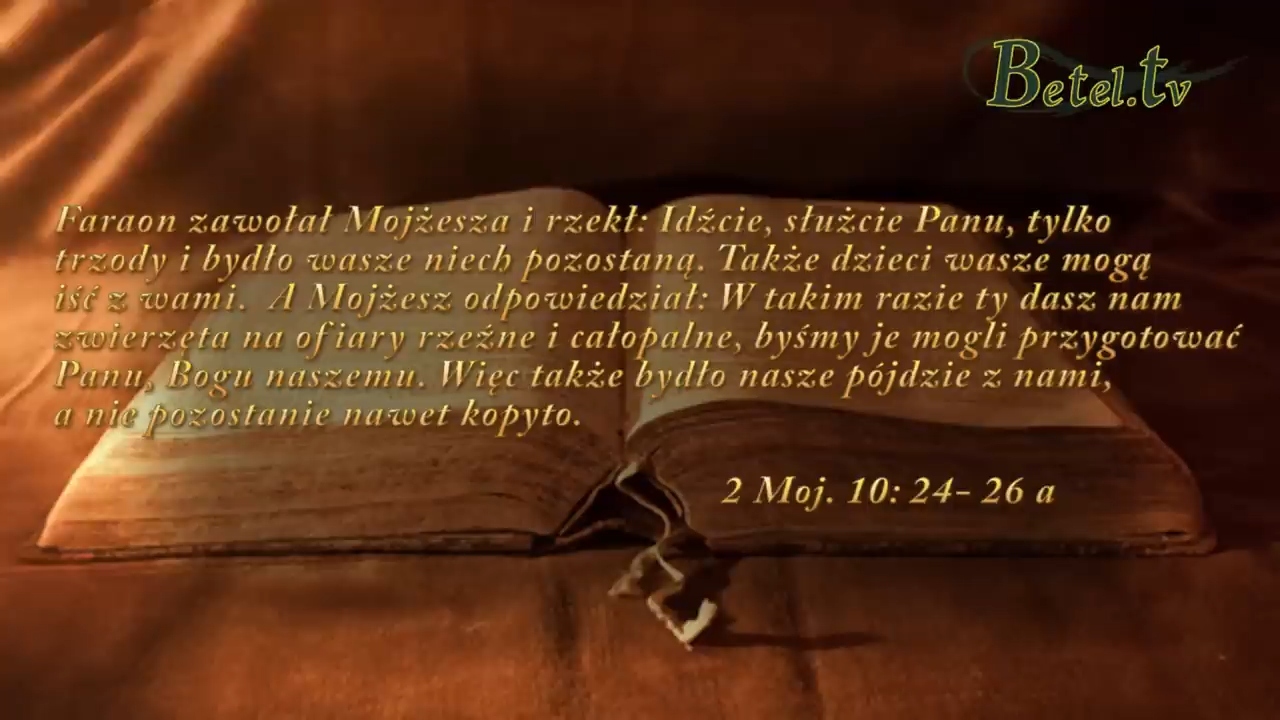 Betel.tv
Faraon zawołał Mojżesza i rzekł: Idźcie, służcie Panu, tylko
trzody i bydło wasze niech pozostaną. Także dzieci wasze mogą
iść z wami. A Mojżesz odpowiedział: W takim razie ty dasz nam
zwierzęta na ofiary rzeźne i całopalne, byśmy je mogli przygotować
Panu, Bogu naszemu. Więc także bydło nasze pójdzie z nami,
a nie pozostanie nawet kopyto.
2 Moj. 10: 24- 26 a